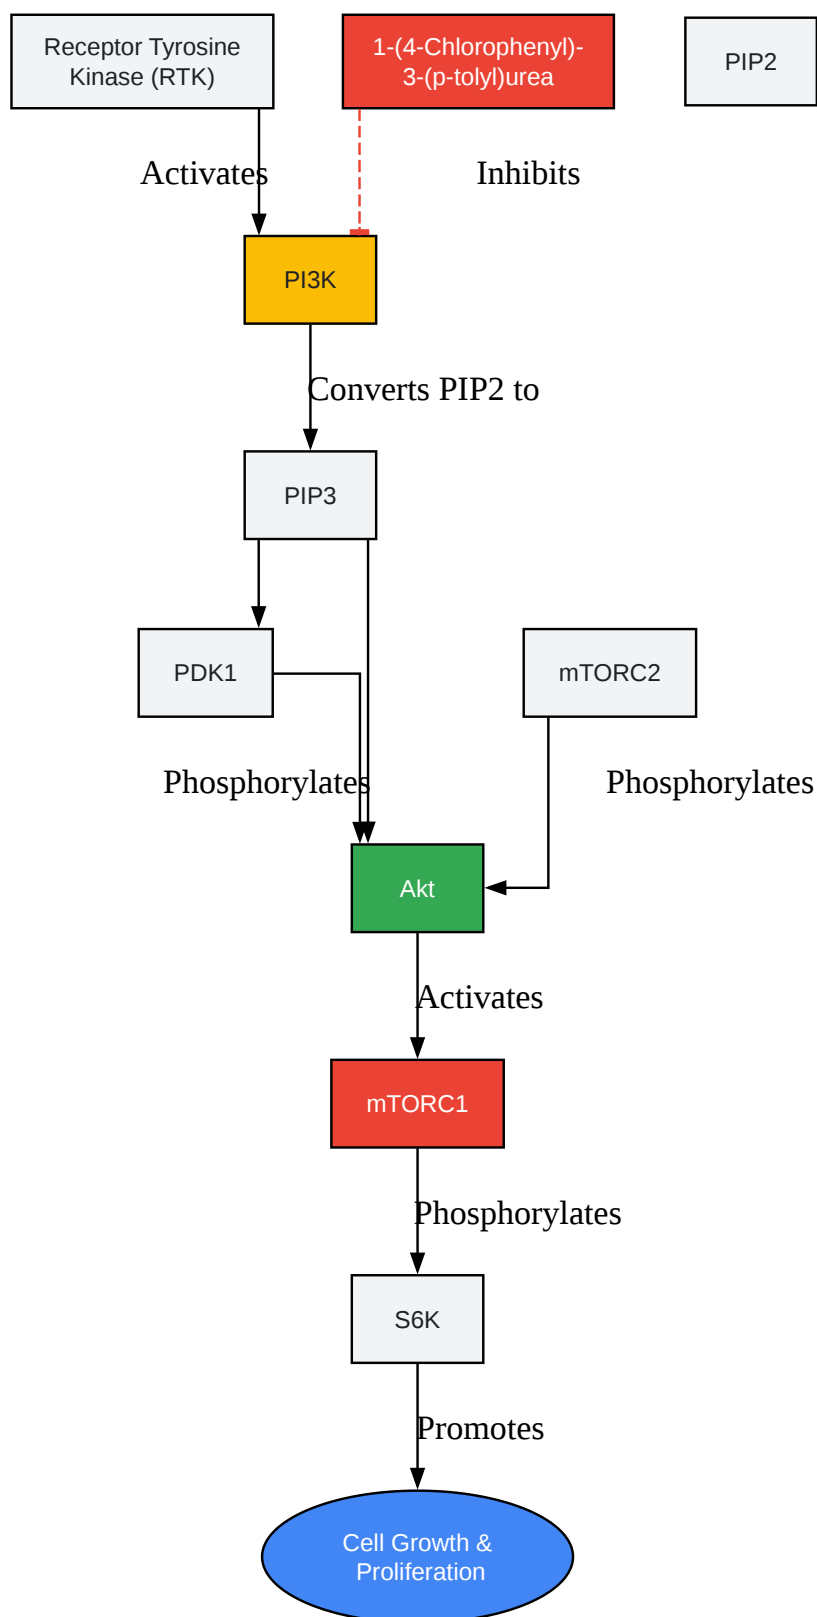 Receptor Tyrosine
Kinase (RTK)
1-(4-Chlorophenyl)-
3-(p-tolyl)urea
PIP2
Activates
Inhibits
PI3K
Converts PIP2 to
PIP3
PDK1
mTORC2
Phosphorylates
Phosphorylates
Akt
Activates
mTORC1
Phosphorylates
S6K
Promotes
Cell Growth &
Proliferation